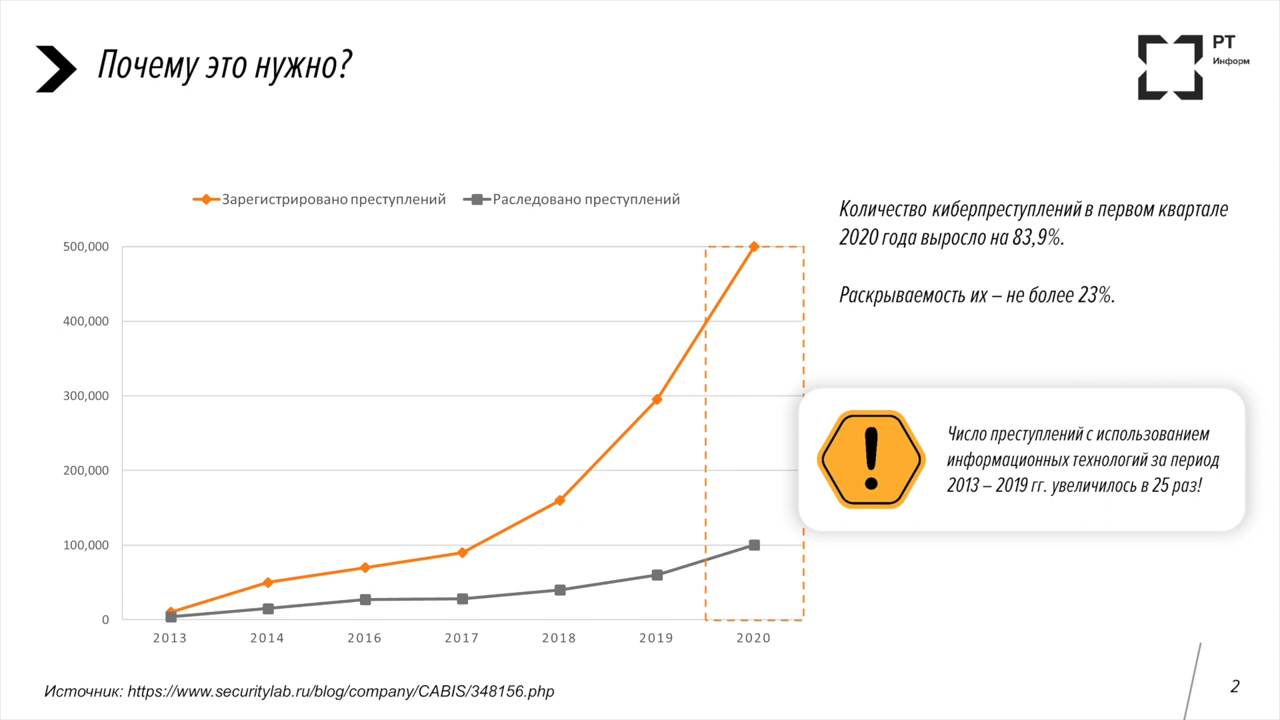 Почему это нужно?
РТ
Информ
Зарегистрировано преступлений
Раследовано преступлений
500,000
400,000
300,000
200,000
100,000
0
2013 2014 2016 2017 2018 2019 2020
Количество киберпреступлений в первом квартале
2020 года выросло на 83,9%.
Раскрываемость их – не более 23%.
Число преступлений с использованием
информационных технологий за период
2013 – 2019 гг. увеличилось в 25 раз!
Источник: https://www.securitylab.ru/blog/company/CABIS/348156.php
2